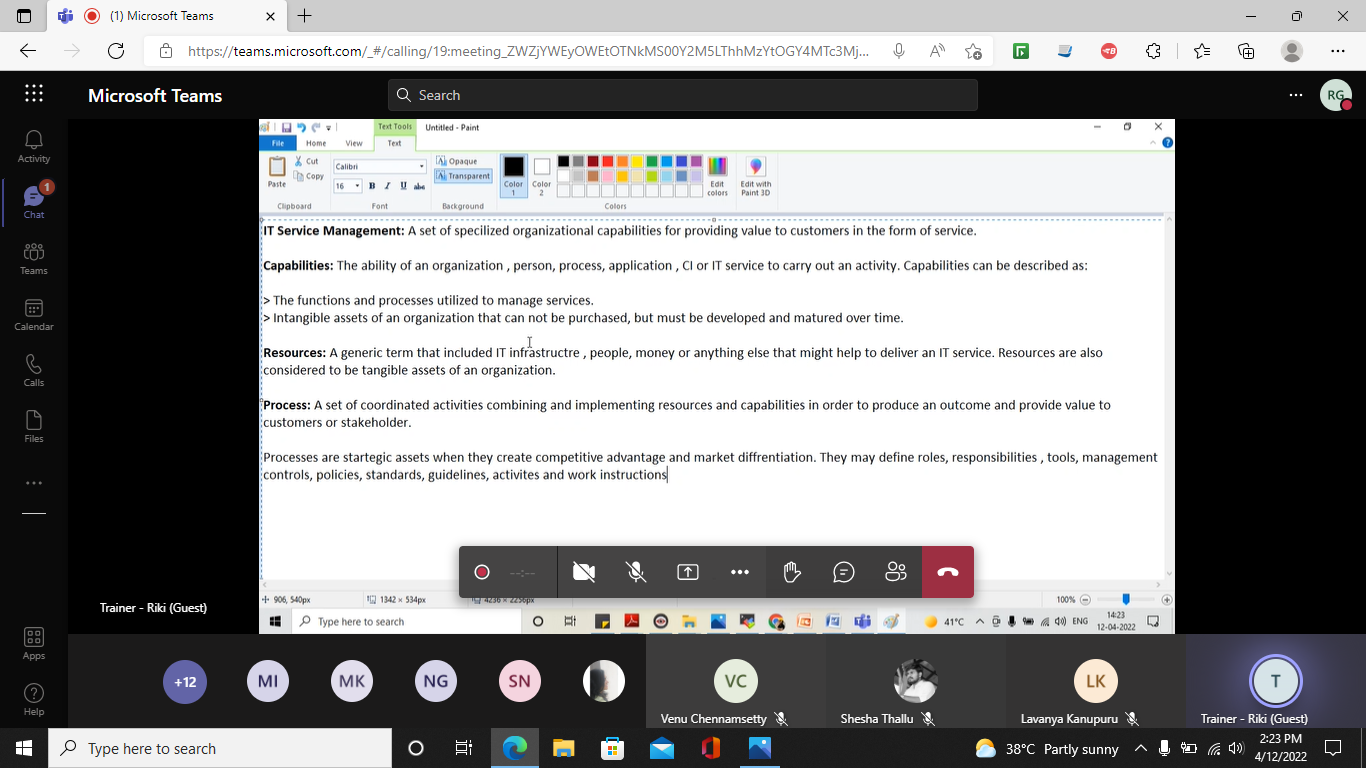 (1) Microsoft Teams
https://teams.microsoft.com/_#/calling/19:meeting_ZWZjYWEyOWEtOTNkMS00Y2M5LThhMzYtOGY4MTc3Mj...
Microsoft Teams
Search
RG
Activity
1
Chat
Teams
Calendar
Calls
Files
Apps
Help
Text Tools
Untitled - Paint
File
Home
View
Text
Paste
Cut
Copy
Clipboard
Calibri
16
B I U abc
Font
Opaque
Transparent
Background
Color 1
Color 2
Colors
Edit colors
Edit with Paint 3D
IT Service Management: A set of specilized organizational capabilities for providing value to customers in the form of service.
Capabilities: The ability of an organization , person, process, application , CI or IT service to carry out an activity. Capabilities can be described as:
> The functions and processes utilized to manage services.
> Intangible assets of an organization that can not be purchased, but must be developed and matured over time.
Resources: A generic term that included IT infrastructre , people, money or anything else that might help to deliver an IT service. Resources are also
considered to be tangible assets of an organization.
Process: A set of coordinated activities combining and implementing resources and capabilities in order to produce an outcome and provide value to
customers or stakeholder.
Processes are startegic assets when they create competitive advantage and market diffrentiation. They may define roles, responsibilities , tools, management
controls, policies, standards, guidelines, activites and work instructions
--:--
906, 540px
1342 × 534px
100%
Type here to search
41°C
ENG
14:23
12-04-2022
Trainer - Riki (Guest)
+12
MI
MK
NG
SN
VC
Venu Chennamsetty
Shesha Thallu
LK
Lavanya Kanupuru
T
Trainer - Riki (Guest)
Type here to search
38°C Partly sunny
2:23 PM
4/12/2022